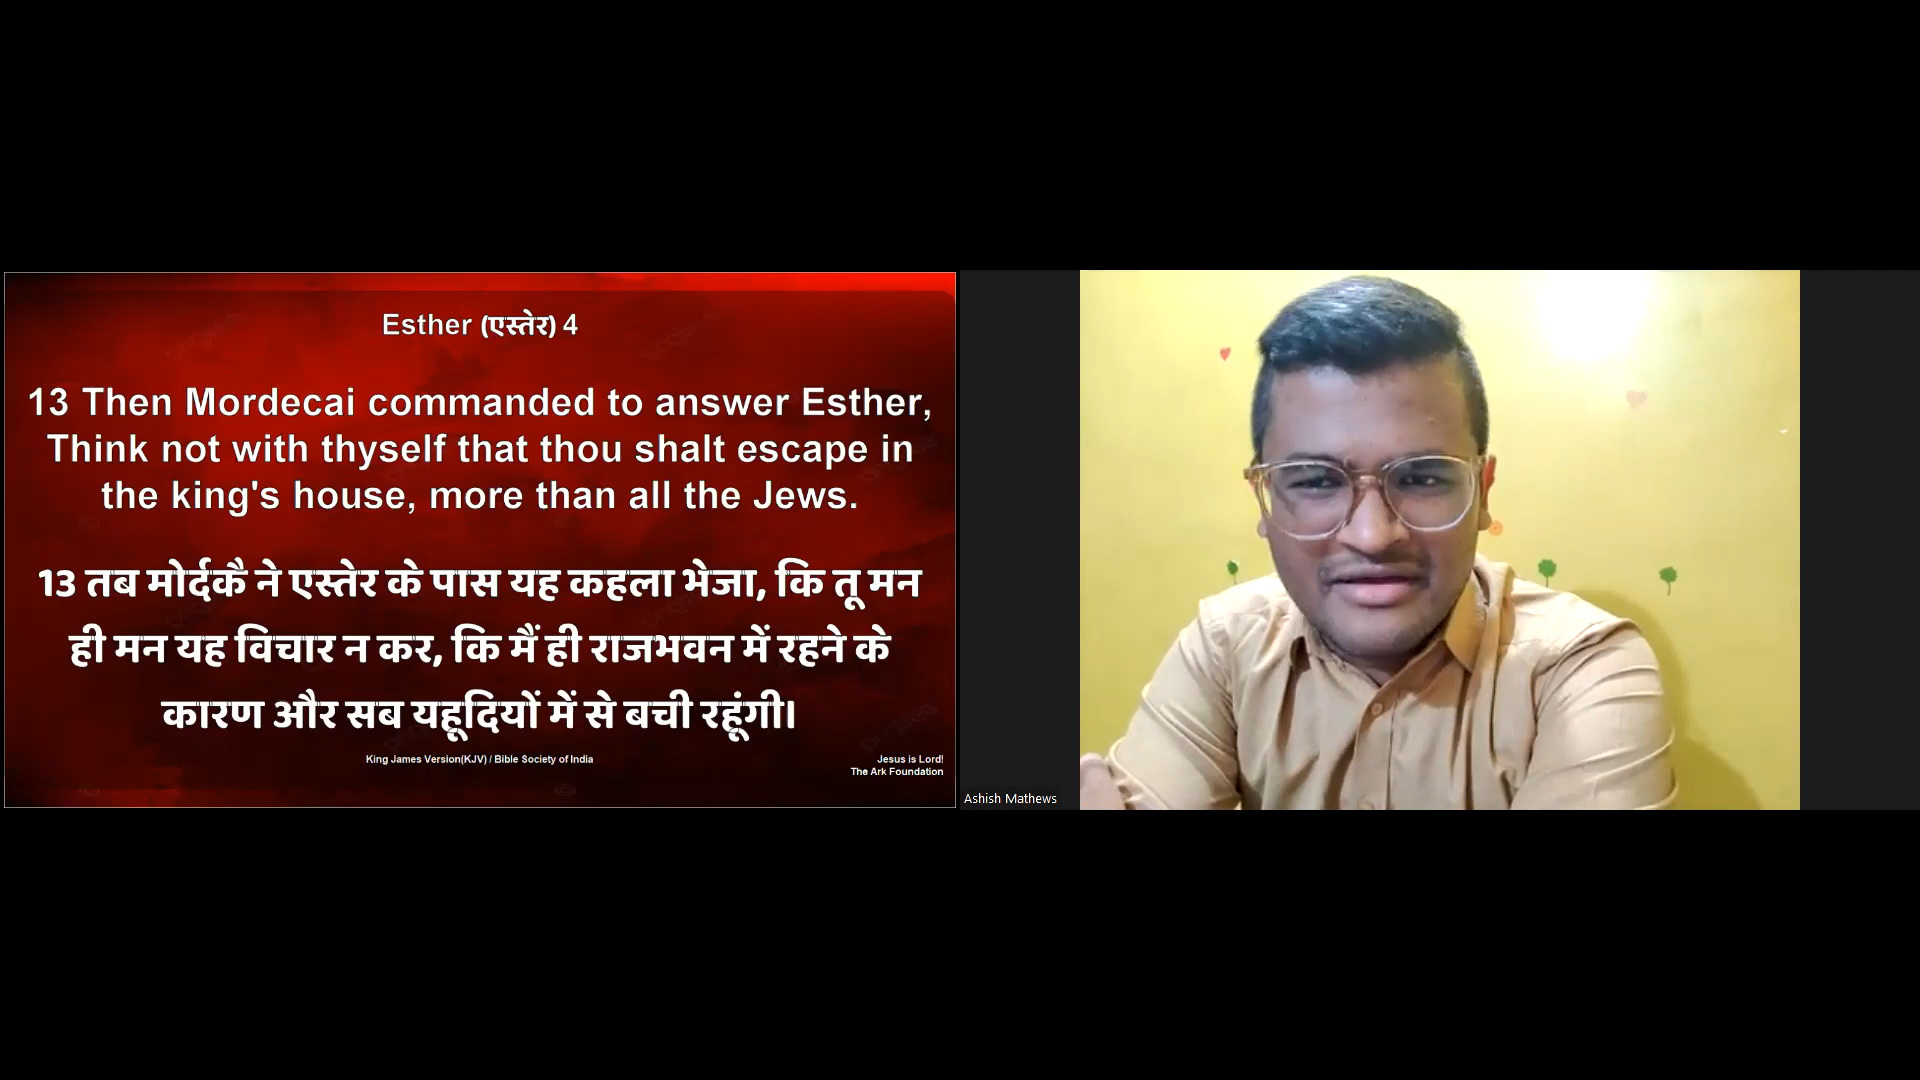 Esther (एस्तेर) 4
13 Then Mordecai commanded to answer Esther,
Think not with thyself that thou shalt escape in
the king's house, more than all the Jews.
13 तब मोर्दकै ने एस्तेर के पास यह कहला भेजा, कि तू मन
ही मन यह विचार न कर, कि मैं ही राजभवन में रहने के
कारण और सब यहूदियों में से बची रहूंगी।
King James Version(KJV) / Bible Society of India
Jesus is Lord!
The Ark Foundation
Ashish Mathews